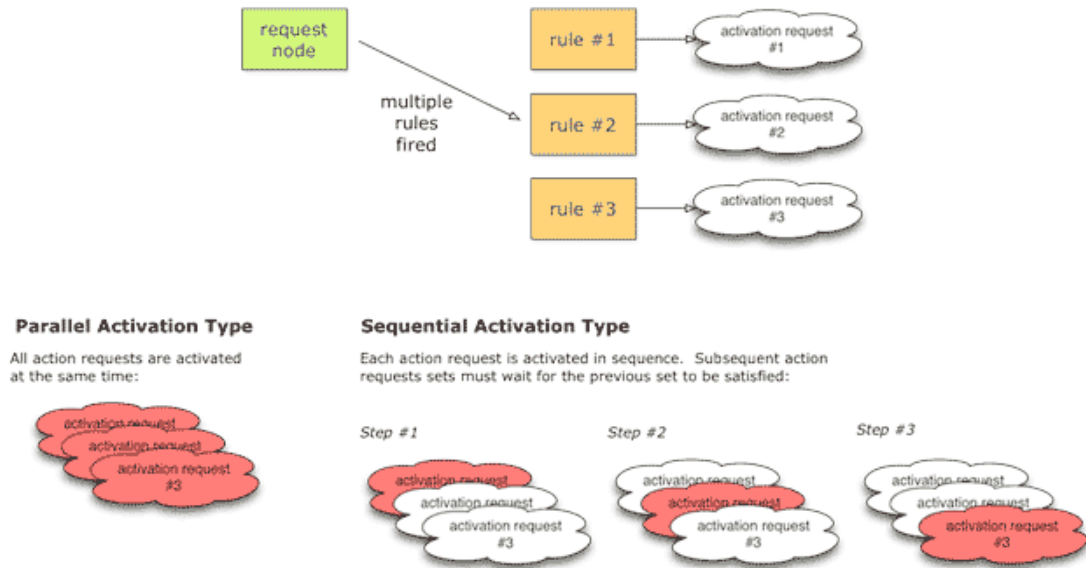 request
node
multiple
rules
fired
rule #1
activation request
#1
rule #2
activation request
#2
rule #3
activation request
#3
Parallel Activation Type
All action requests are activated
at the same time:
activation request
activation request
activation request
#3
Sequential Activation Type
Each action request is activated in sequence. Subsequent action
requests sets must wait for the previous set to be satisfied:
Step #1
activation request
activation request
activation request
#3
Step #2
activation request
activation request
activation request
#3
Step #3
activation request
activation request
activation request
#3